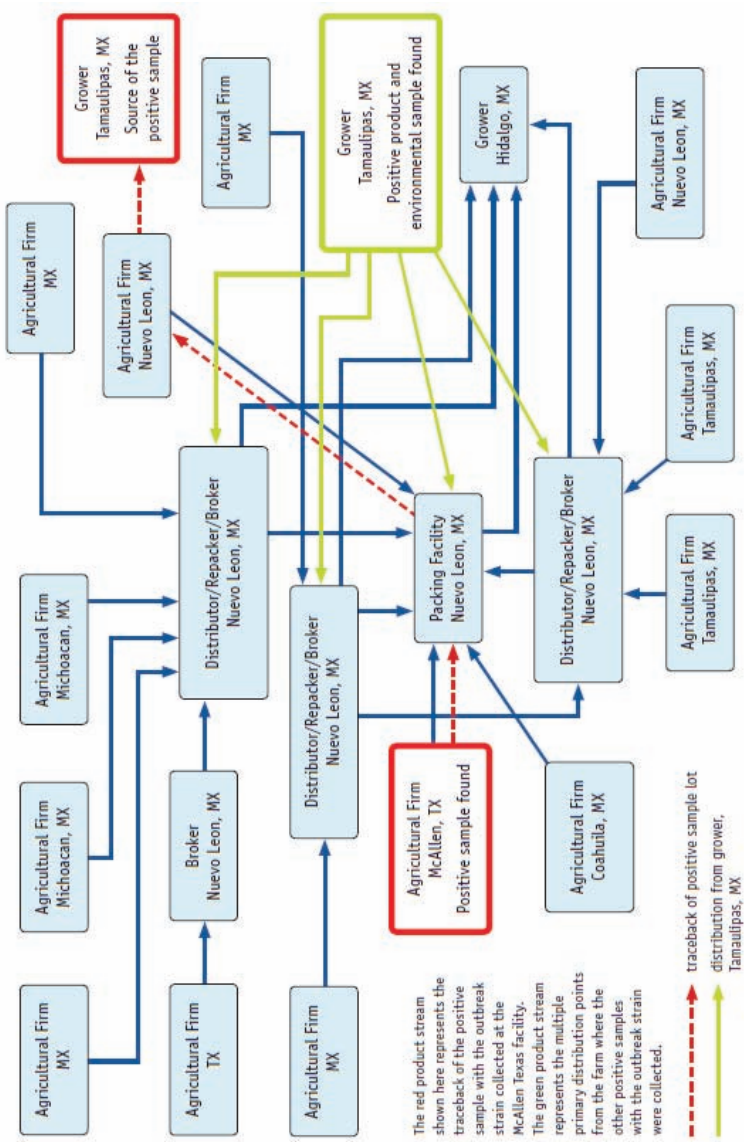 Agricultural Firm
MX
Agricultural Firm
Michoacan, MX
Agricultural Firm
Michoacan, MX
Agricultural Firm
MX
Agricultural Firm
TX
Broker
Nuevo Leon, MX
Distributor/Repacker/Broker
Nuevo Leon, MX
Agricultural Firm
Nuevo Leon, MX
Grower
Tamaulipas, MX
Source of the
positive sample
Agricultural Firm
MX
Distributor/Repacker/Broker
Nuevo Leon, MX
Agricultural Firm
MX
Grower
Tamaulipas, MX
Positive product and
environmental sample found
Agricultural Firm
McAllen, TX
Positive sample found
Packing Facility
Nuevo Leon, MX
Grower
Hidalgo, MX
Agricultural Firm
Coahuila, MX
Distributor/Repacker/Broker
Nuevo Leon, MX
Agricultural Firm
Tamaulipas, MX
Agricultural Firm
Tamaulipas, MX
Agricultural Firm
Nuevo Leon, MX
The red product stream
shown here represents the
traceback of the positive
sample with the outbreak
strain collected at the
McAllen Texas facility.
The green product stream
represents the multiple
primary distribution points
from the farm where the
other positive samples
with the outbreak strain
were collected.
traceback of positive sample lot
distribution from grower,
Tamaulipas, MX